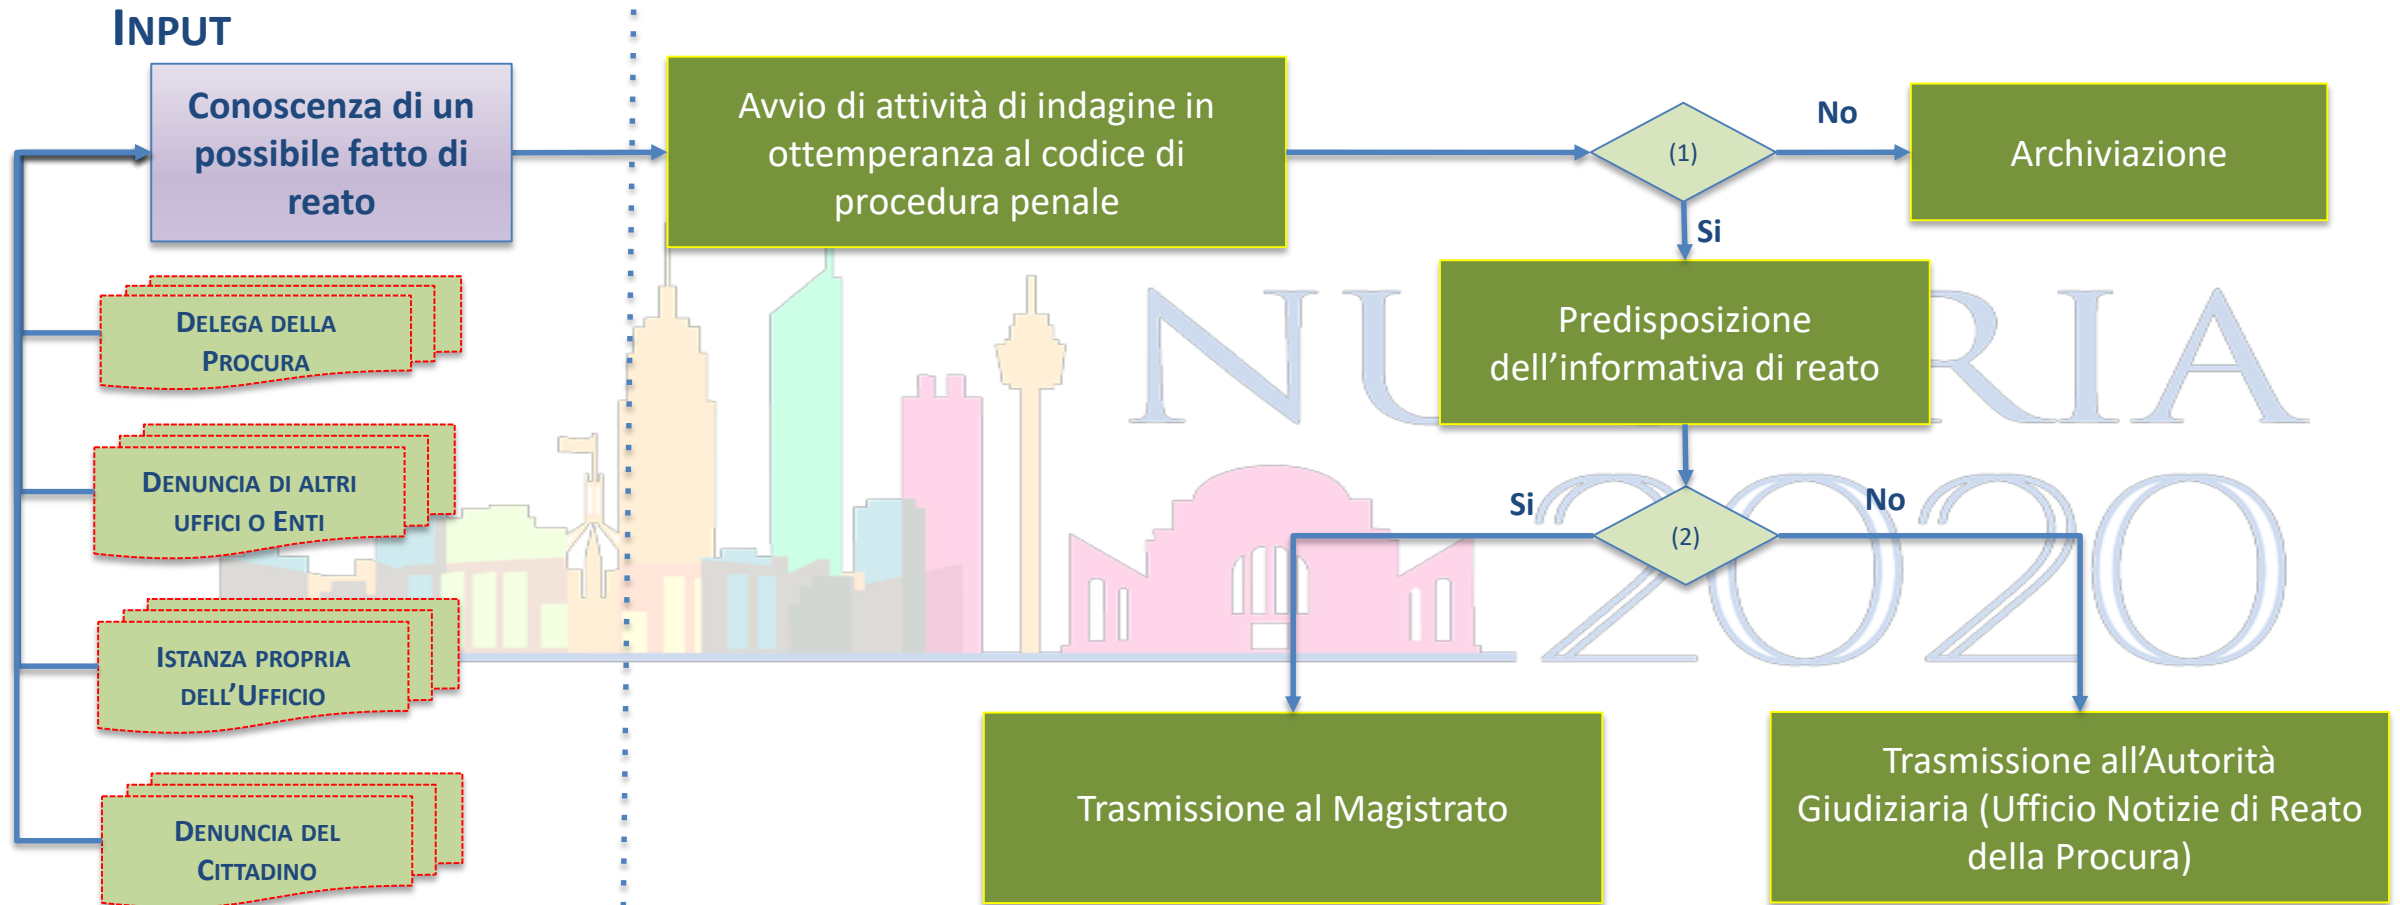 INPUT
Conoscenza di un
possibile fatto di
reato
DELEGA DELLA
PROCURA
DENUNCIA DI ALTRI
UFFICI O ENTI
ISTANZA PROPRIA
DELL'UFFICIO
DENUNCIA DEL
CITTADINO
Avvio di attività di indagine in
ottemperanza al codice di
procedura penale
(1)
No
Archiviazione
Si
Predisposizione
dell'informativa di reato
(2)
Si
No
Trasmissione al Magistrato
Trasmissione all'Autorità
Giudiziaria (Ufficio Notizie di Reato
della Procura)
2020